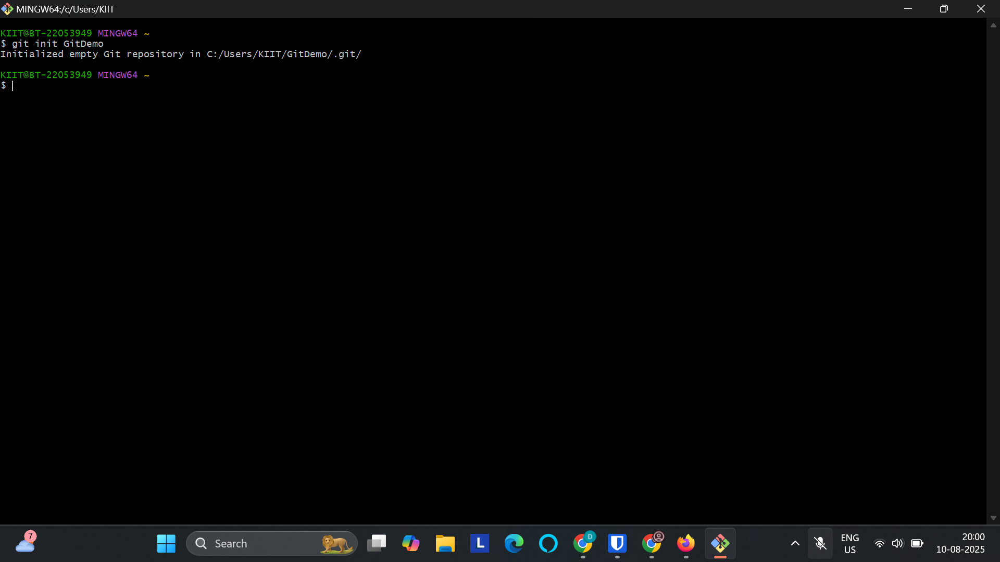 MINGW64:/c/Users/KIIT
KIIT@BT-22053949 MINGW64 ~
$ git init GitDemo
Initialized empty Git repository in C:/Users/KIIT/GitDemo/.git/
KIIT@BT-22053949 MINGW64 ~
$
7
Search
L
D
ENG
US
20:00
10-08-2025